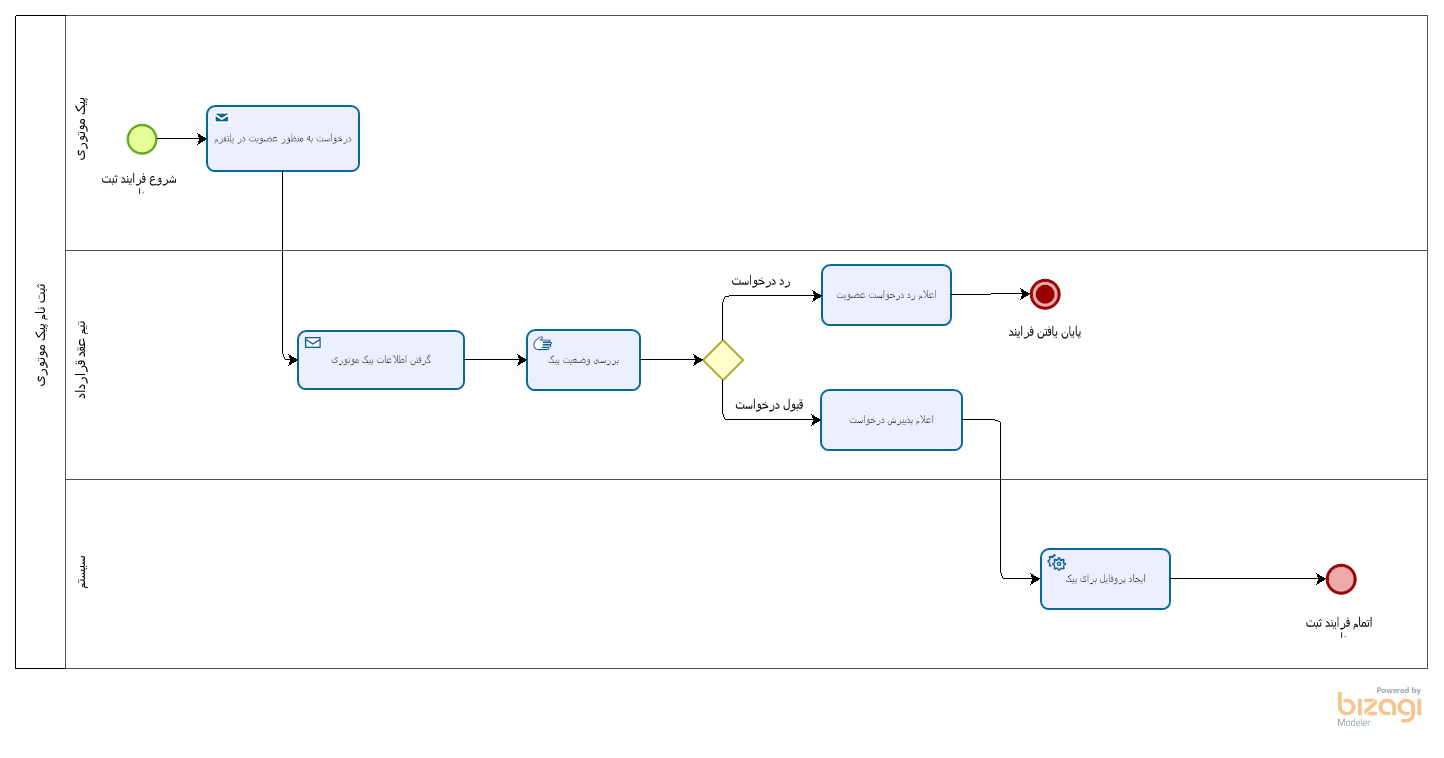 ثبت نام پیک موتوری
پیک موتوری
شروع فرایند ثبت
درخواست به منظور عضویت در پلتفرم
تیم عقد قرارداد
گرفتن اطلاعات پیک موتوری
بررسی وضعیت پیک
رد درخواست
اعلام رد درخواست عضویت
پایان یافتن فرایند
قبول درخواست
اعلام پذیرش درخواست
سیستم
ایجاد پروفایل برای پیک
اتمام فرایند ثبت
Powered by
bizagi
Modeler